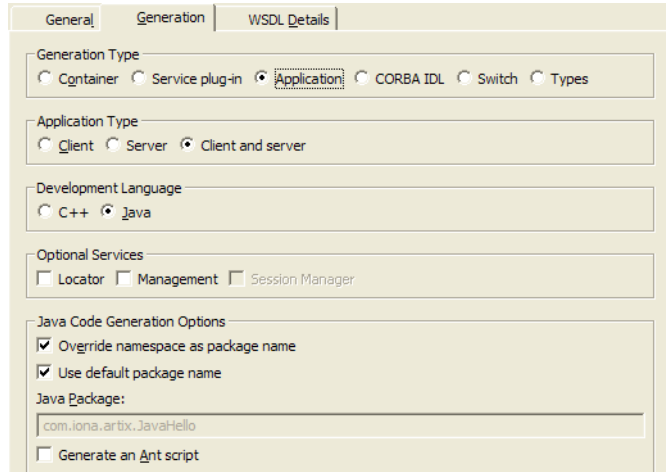 General Generation WSDL Details
Generation Type
Container Service plug-in Application CORBA IDL Switch Types
Application Type
Client Server Client and server
Development Language
C++ Java
Optional Services
Locator Management Session Manager
Java Code Generation Options
Override namespace as package name
Use default package name
Java Package:
com.iona.artix.JavaHello
Generate an Ant script